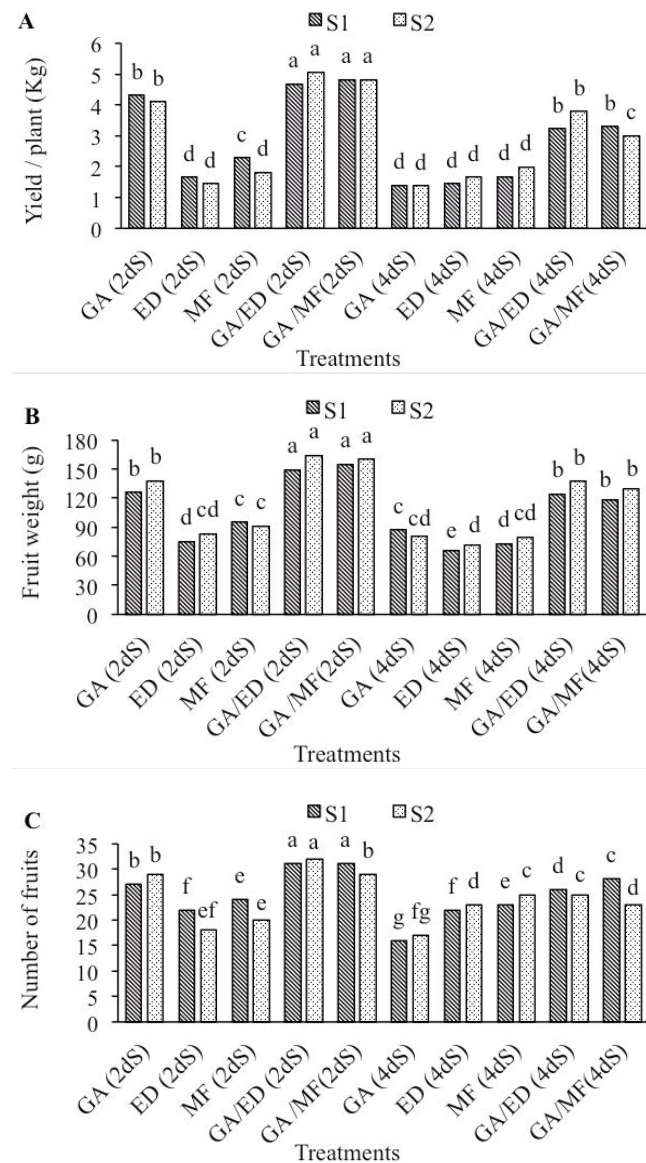 A
S1 S2
Yield / plant (Kg)
6
5
4
3
2
1
0
b b d d c d a a a a d d d d d d b b b c
GA (2dS) ED (2dS) MF (2dS) GA/ED (2dS) GA /MF(2dS) GA (4dS) ED (4dS) MF (4dS) GA/ED (4dS) GA/MF(4dS)
Treatments
B
S1 S2
Fruit weight (g)
180
150
120
90
60
30
0
b b d cd c c a a a a c cd e d d cd b b b b
GA (2dS) ED (2dS) MF (2dS) GA/ED (2dS) GA /MF(2dS) GA (4dS) ED (4dS) MF (4dS) GA/ED (4dS) GA/MF(4dS)
Treatments
C
S1 S2
Number of fruits
35
30
25
20
15
10
5
0
b b f ef e e a a a b g fg f d e c d c c d
GA (2dS) ED (2dS) MF (2dS) GA/ED (2dS) GA /MF(2dS) GA (4dS) ED (4dS) MF (4dS) GA/ED (4dS) GA/MF(4dS)
Treatments